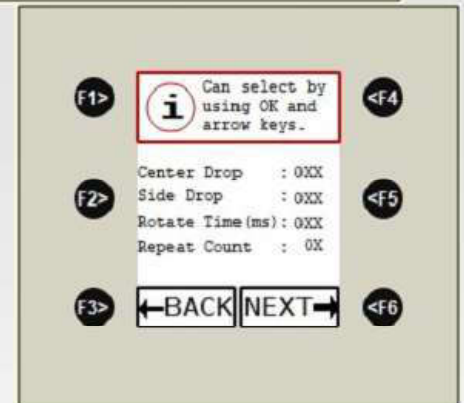 F1>
i
Can select by
using OK and
arrow keys.
<F4
F2>
Center Drop : 0XX
Side Drop : 0XX
Rotate Time(ms): 0XX
Repeat Count : 0X
<F5
F3>
←BACK
NEXT→
<F6